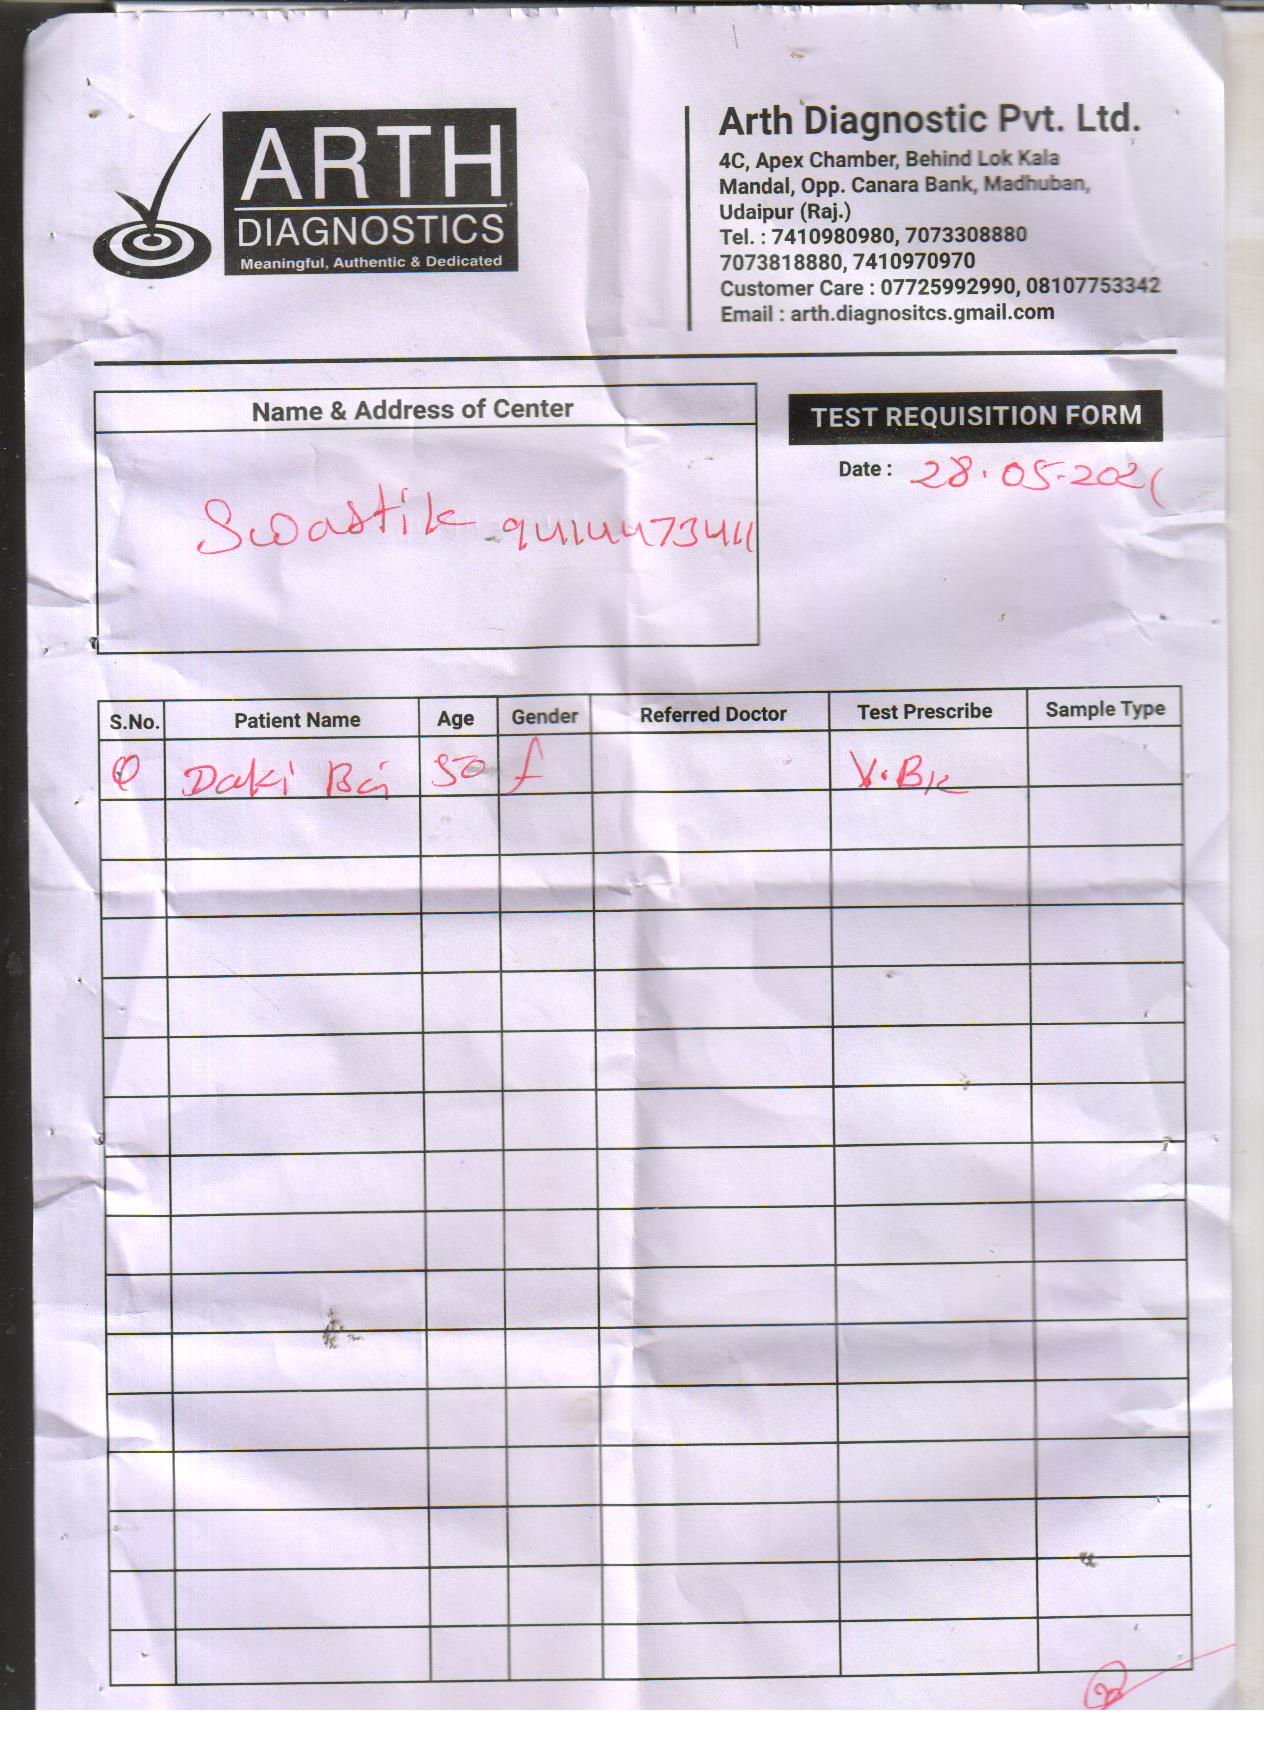 ARTH
DIAGNOSTICS
Meaningful, Authentic & Dedicated
Arth Diagnostic Pvt. Ltd.
4C, Apex Chamber, Behind Lok Kala
Mandal, Opp. Canara Bank, Madhuban,
Udaipur (Raj.)
Tel. : 7410980980, 7073308880
7073818880, 7410970970
Customer Care : 07725992990, 08107753342
Email : arth.diagnositcs.gmail.com
Name & Address of Center
TEST REQUISITION FORM
Date : 28.05.2021
Swastik
S.No. Patient Name Age Gender Referred Doctor Test Prescribe Sample Type
Daki Bai 50 f